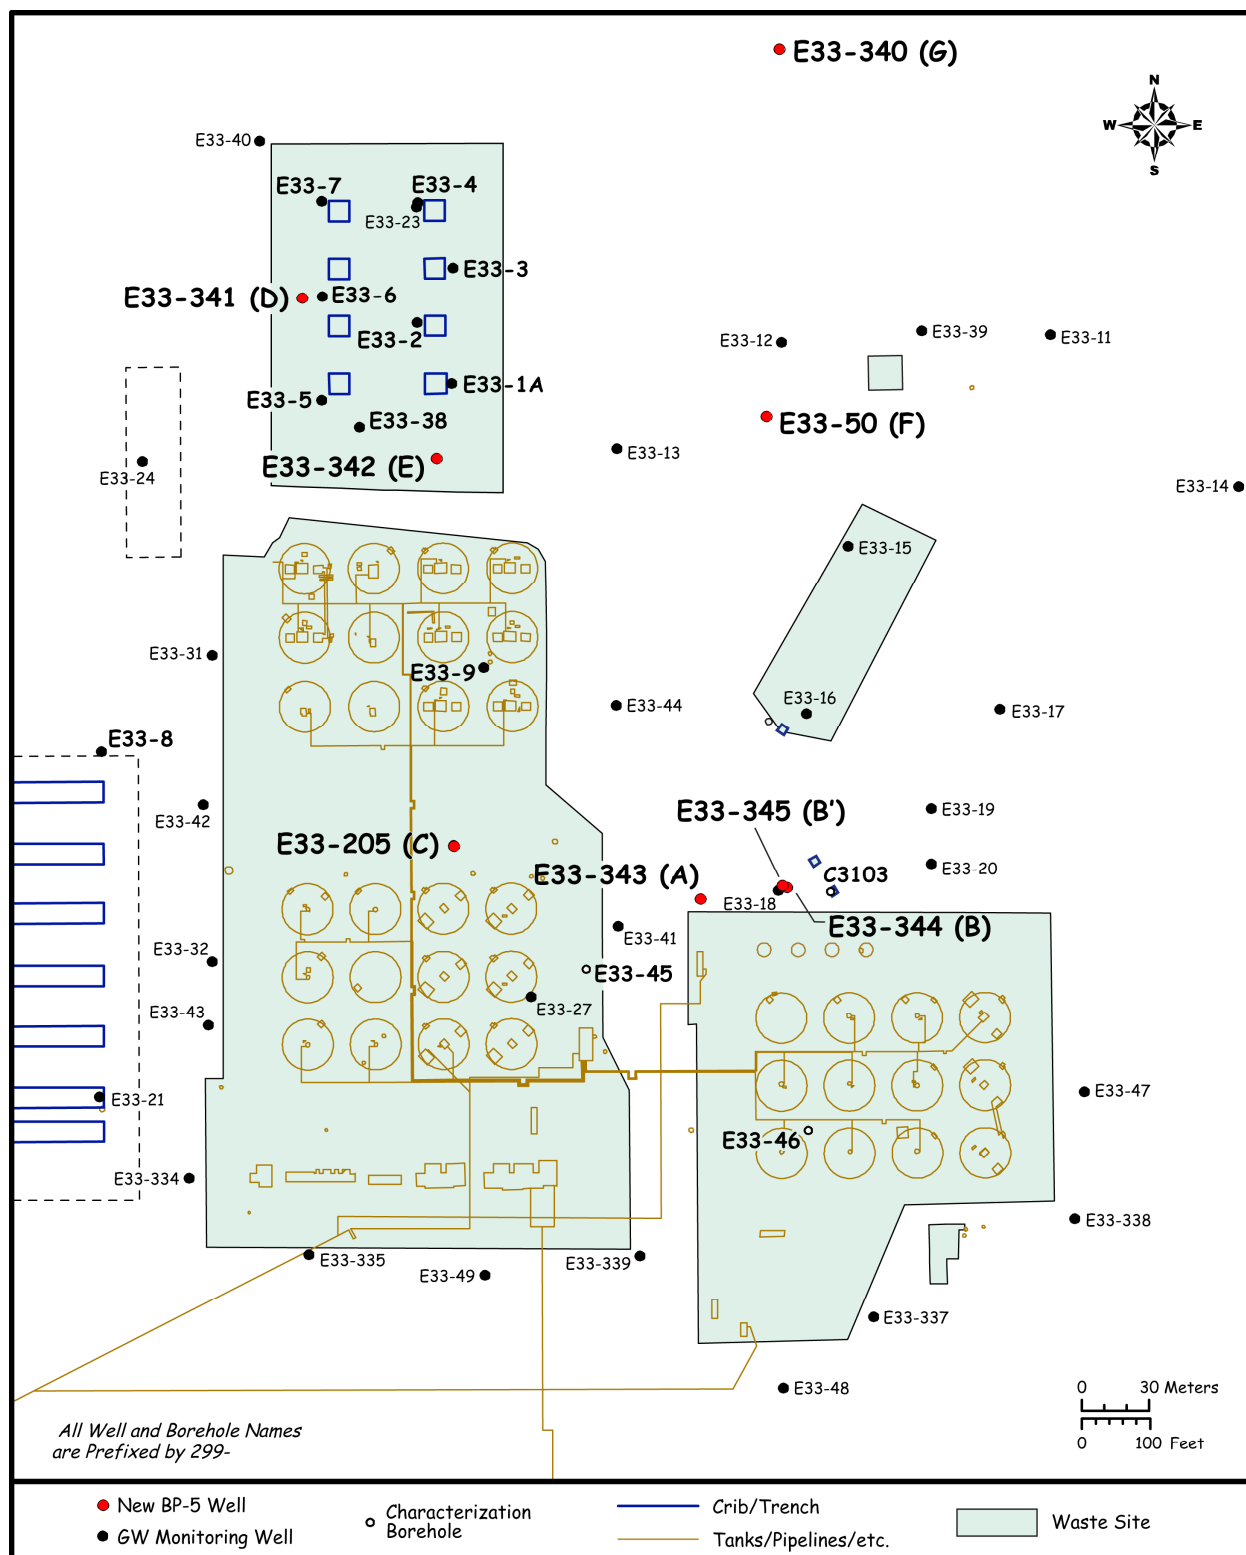 E33-340 (G)
N
W
E
S
E33-40
E33-7
E33-4
E33-23
E33-3
E33-341 (D)
E33-6
E33-2
E33-12
E33-39
E33-11
E33-1A
E33-5
E33-38
E33-50 (F)
E33-342 (E)
E33-13
E33-24
E33-14
E33-15
E33-31
E33-9
E33-44
E33-16
E33-17
E33-8
E33-42
E33-345 (B')
E33-19
E33-205 (C)
E33-343 (A)
C3103
E33-20
E33-18
E33-344 (B)
E33-41
E33-32
E33-45
E33-27
E33-43
E33-21
E33-47
E33-46
E33-334
E33-338
E33-335
E33-339
E33-49
E33-337
E33-48
0 30 Meters
0 100 Feet
All Well and Borehole Names
are Prefixed by 299-
New BP-5 Well
GW Monitoring Well
Characterization
Borehole
Crib/Trench
Tanks/Pipelines/etc.
Waste Site